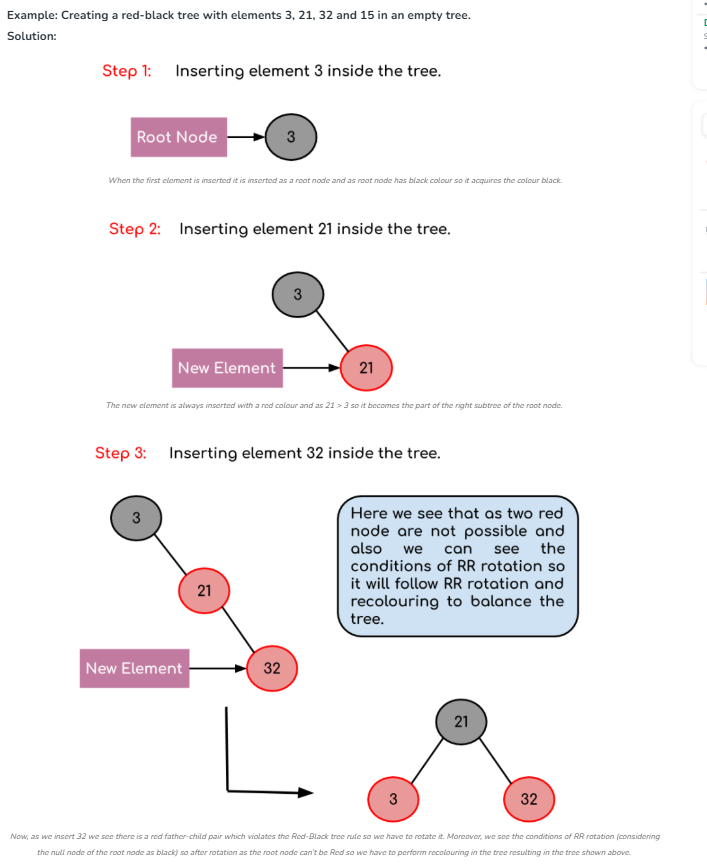 Example: Creating a red-black tree with elements 3, 21, 32 and 15 in an empty tree.
Solution:
Step 1: Inserting element 3 inside the tree.
Root Node
3
When the first element is inserted it is inserted as a root node and as root node has black colour so it acquires the colour black.
Step 2: Inserting element 21 inside the tree.
3
New Element
21
The new element is always inserted with a red colour and as 21 > 3 so it becomes the part of the right subtree of the root node.
Step 3: Inserting element 32 inside the tree.
3
21
New Element
32
Here we see that as two red
node are not possible and
also we can see the
conditions of RR rotation so
it will follow RR rotation and
recolouring to balance the
tree.
21
3
32
Now, as we insert 32 we see there is a red father-child pair which violates the Red-Black tree rule so we have to rotate it. Moreover, we see the conditions of RR rotation (considering
the null node of the root node as black) so after rotation as the root node can't be Red so we have to perform recolouring in the tree resulting in the tree shown above.